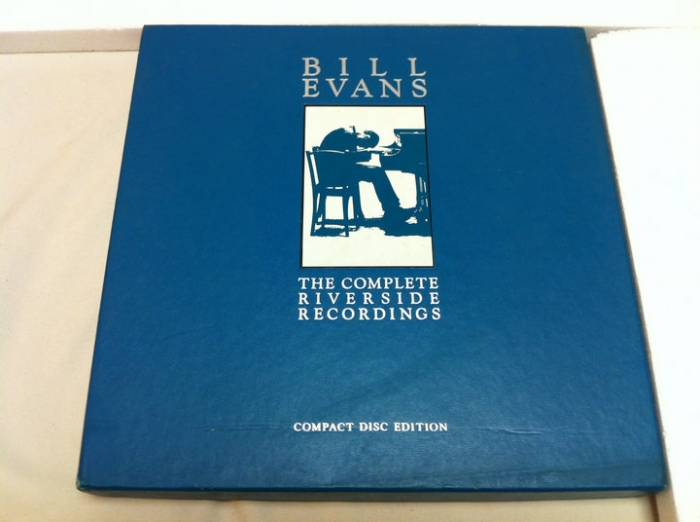 BILL
EVANS
THE COMPLETE
RIVERSIDE
RECORDINGS
COMPACT DISC EDITION